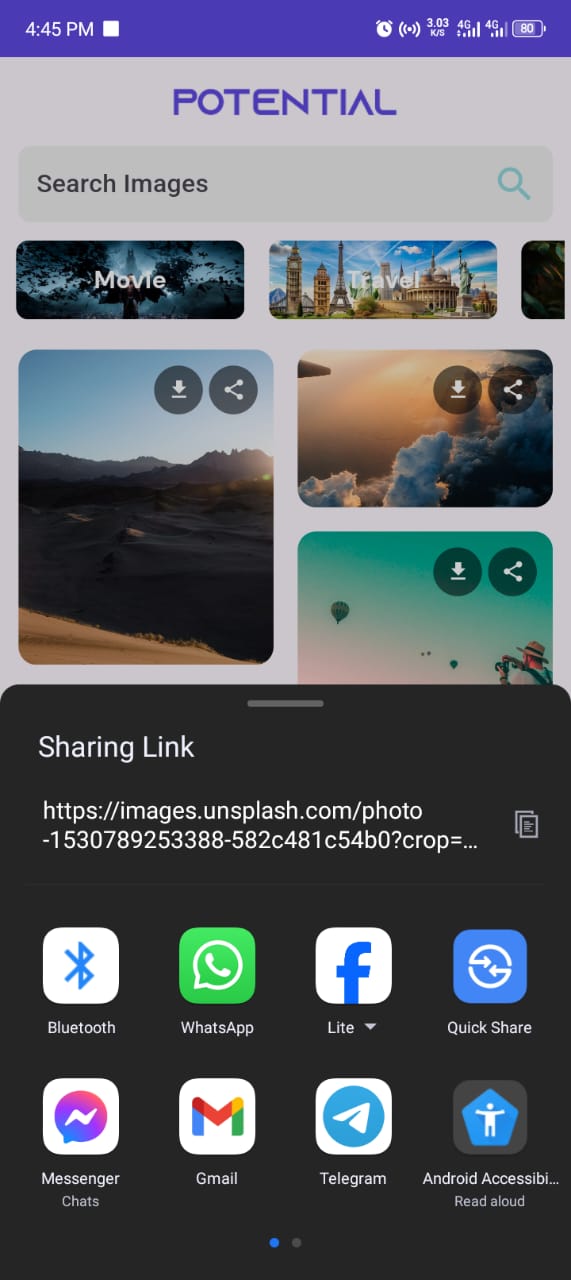 4:45 PM
3.03
K/S
4G
4G
80
POTENTIAL
Search Images
Movie
Travel
Sharing Link
https://images.unsplash.com/photo
-1530789253388-582c481c54b0?crop=...
Bluetooth
WhatsApp
Lite
Quick Share
Messenger
Chats
Gmail
Telegram
Android Accessibi...
Read aloud